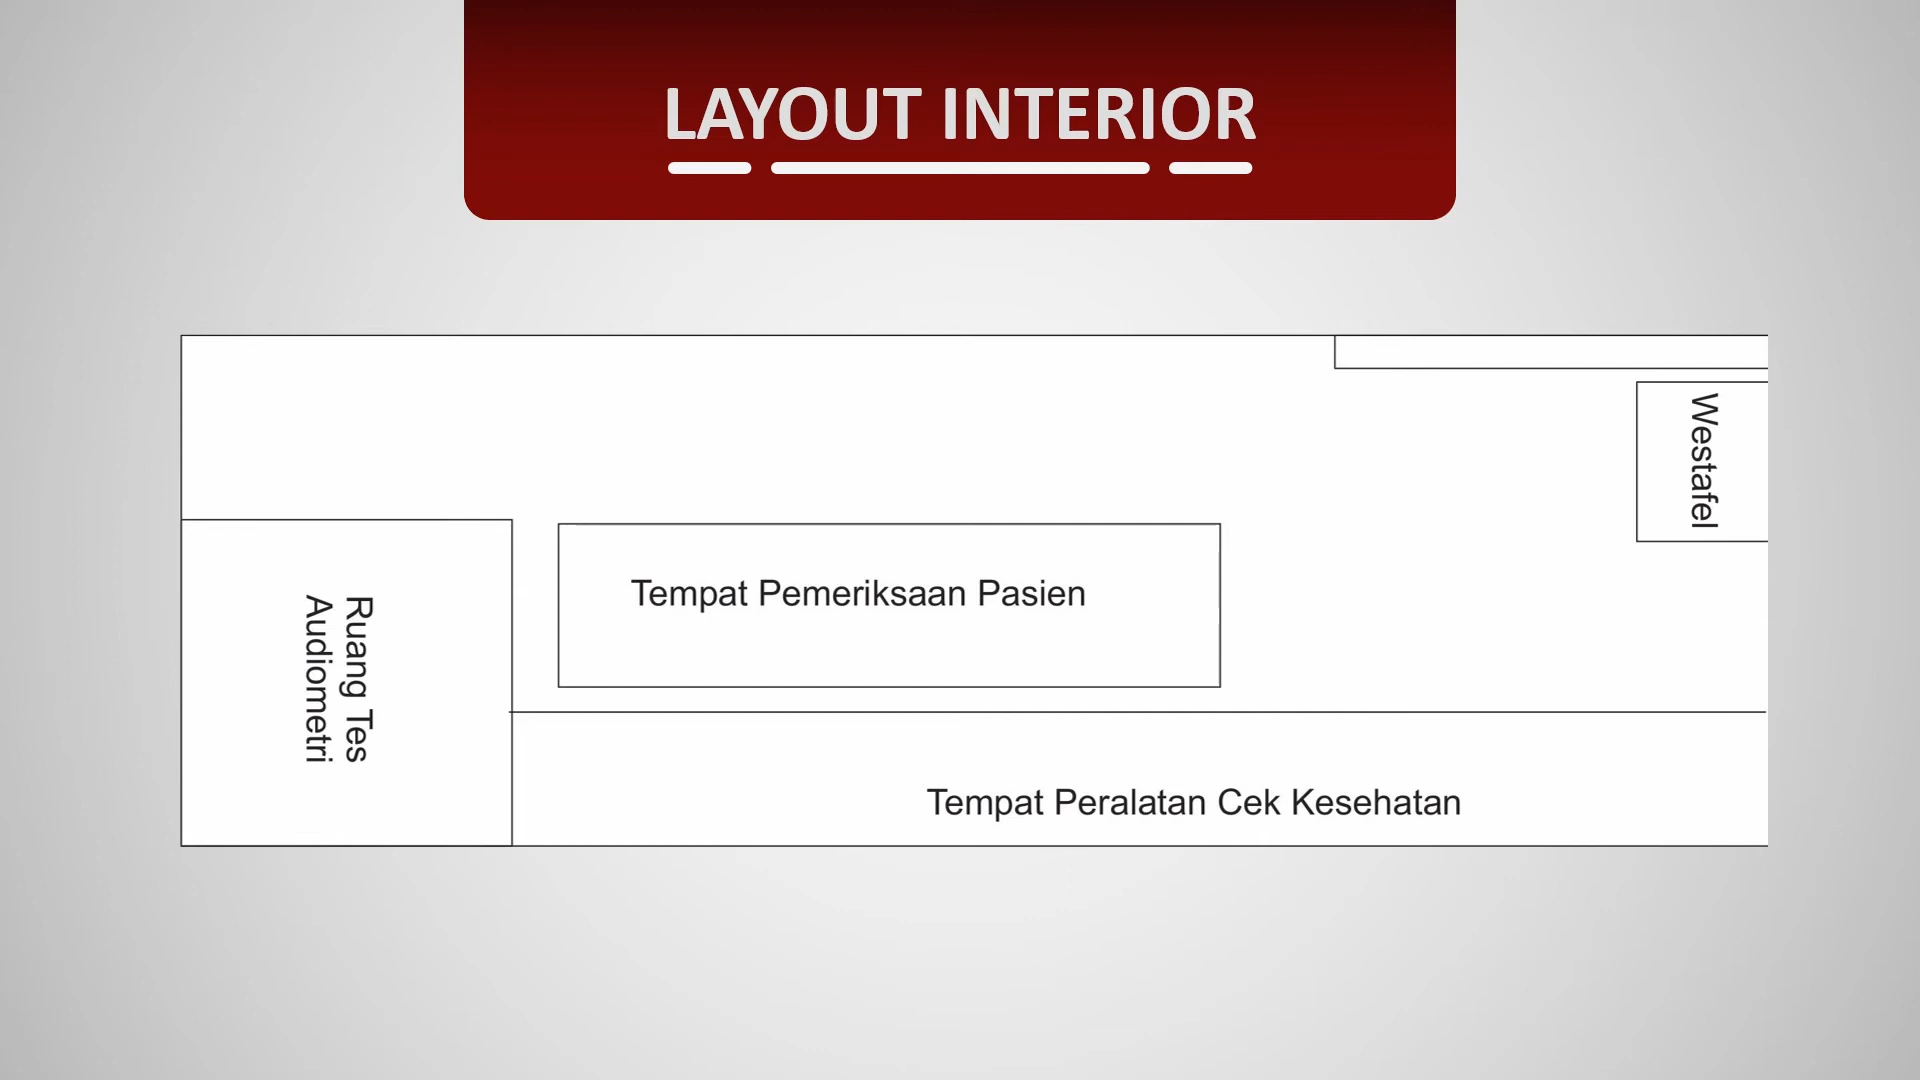 LAYOUT INTERIOR
Westafel
Tempat Pemeriksaan Pasien
Ruang Tes
Audiometri
Tempat Peralatan Cek Kesehatan